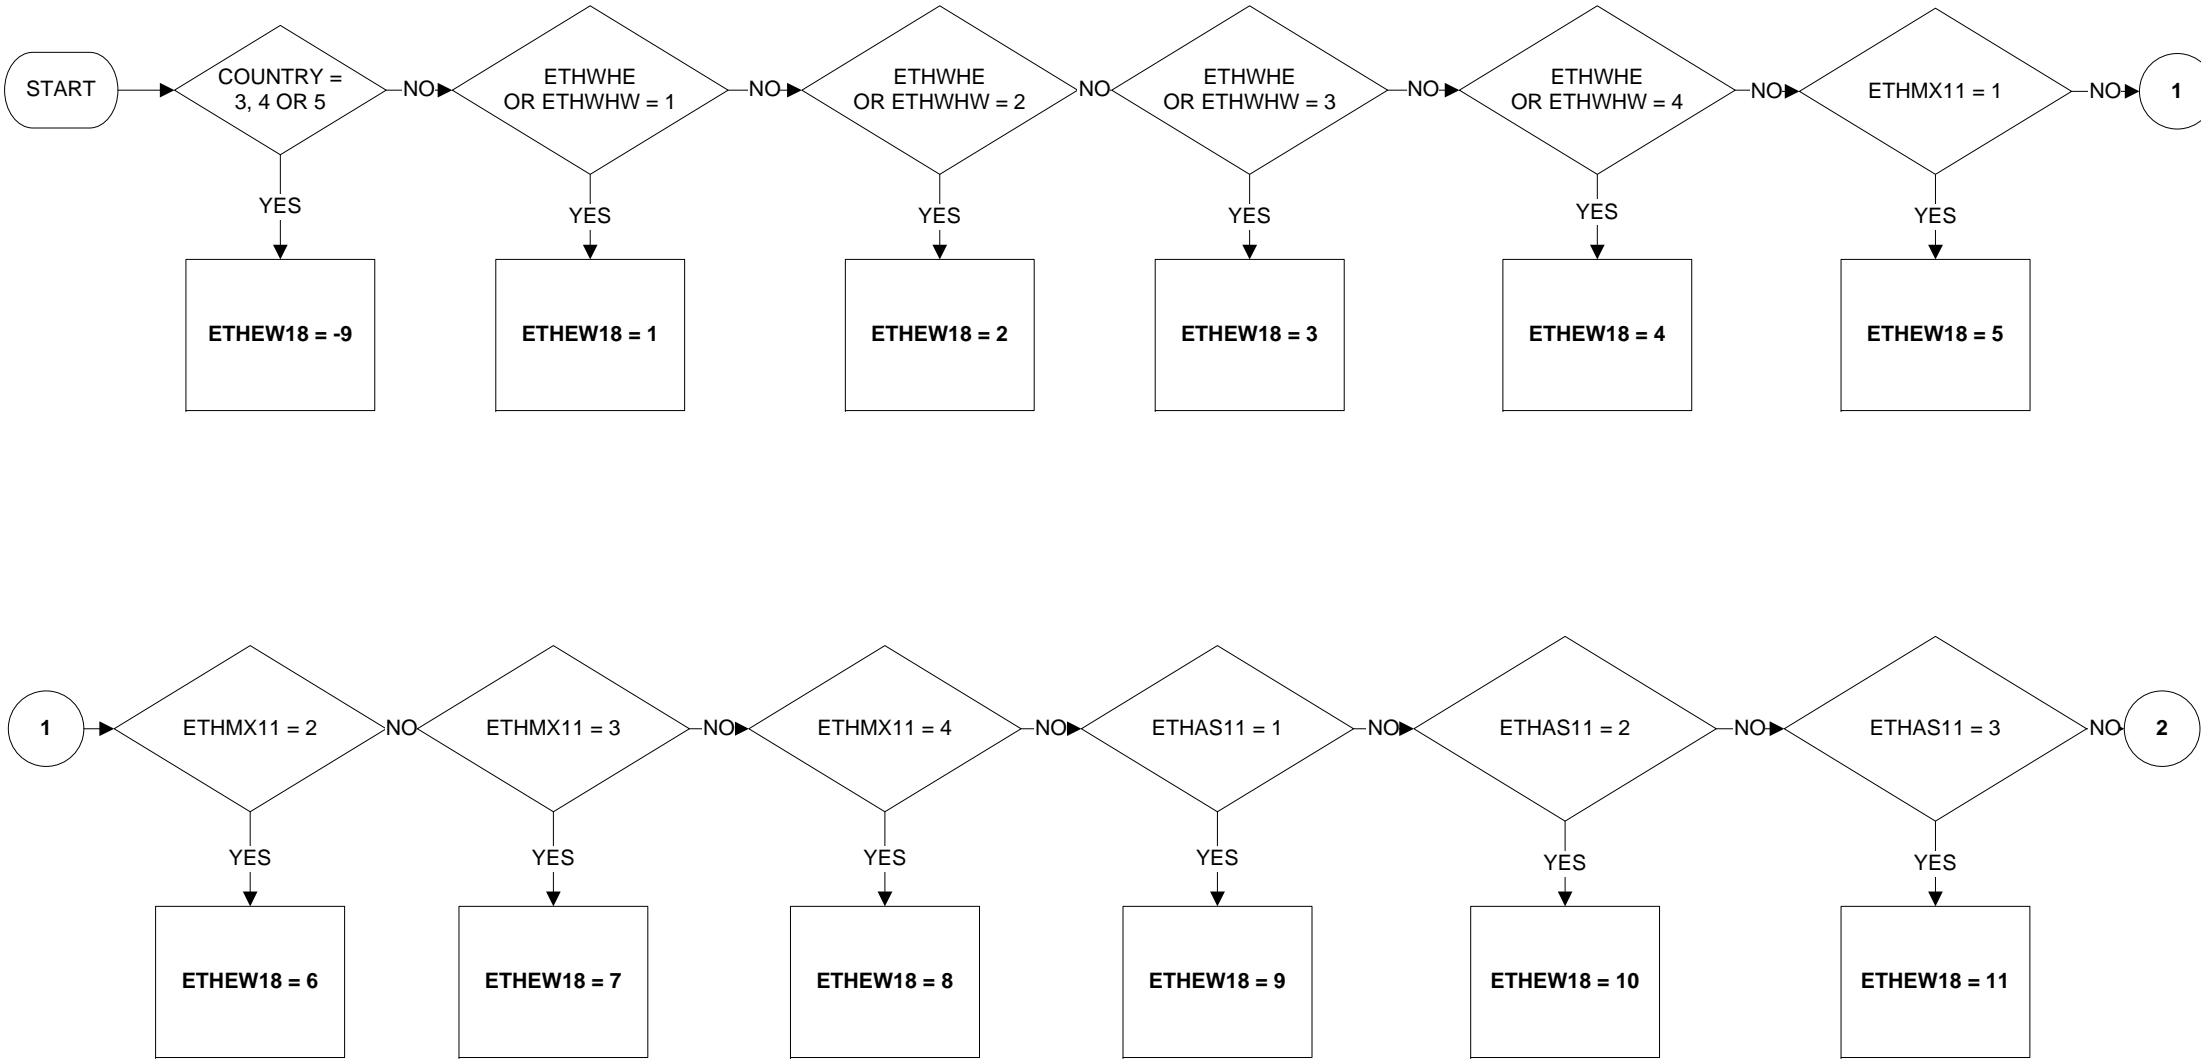 START
COUNTRY =
3, 4 OR 5
NO
ETHWHE
OR ETHWHW = 1
NO
ETHWHE
OR ETHWHW = 2
NO
ETHWHE
OR ETHWHW = 3
NO
ETHWHE
OR ETHWHW = 4
NO
ETHMX11 = 1
NO
1
YES
YES
YES
YES
YES
YES
ETHEW18 = -9
ETHEW18 = 1
ETHEW18 = 2
ETHEW18 = 3
ETHEW18 = 4
ETHEW18 = 5
1
ETHMX11 = 2
NO
ETHMX11 = 3
NO
ETHMX11 = 4
NO
ETHAS11 = 1
NO
ETHAS11 = 2
NO
ETHAS11 = 3
NO
2
YES
YES
YES
YES
YES
YES
ETHEW18 = 6
ETHEW18 = 7
ETHEW18 = 8
ETHEW18 = 9
ETHEW18 = 10
ETHEW18 = 11